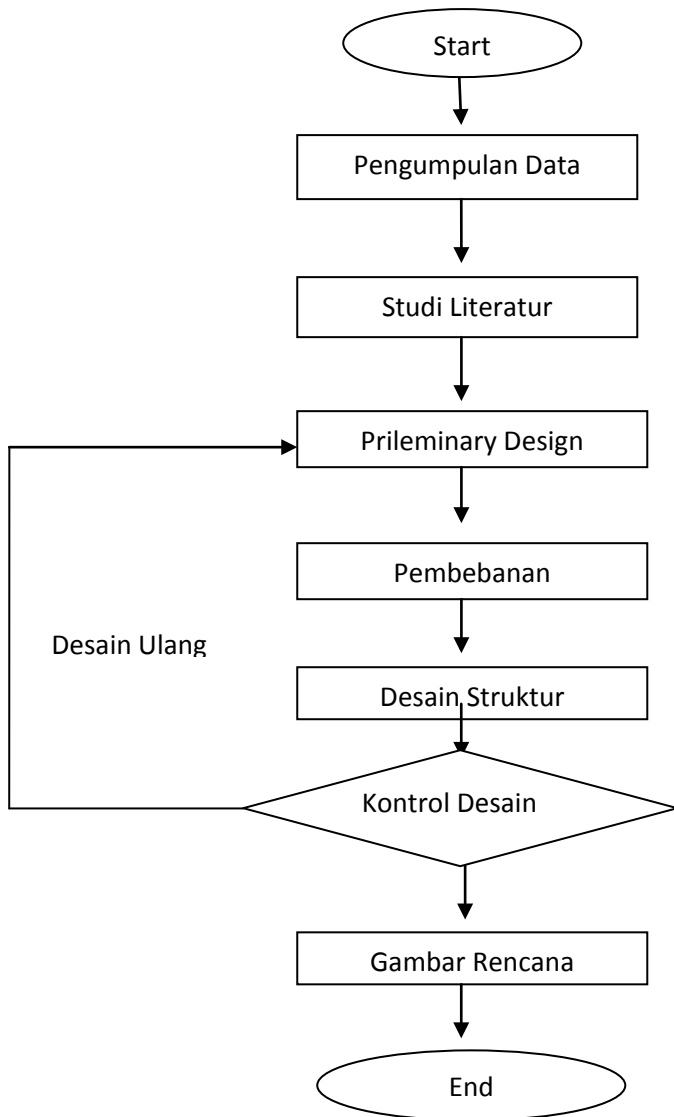 Start
Pengumpulan Data
Studi Literatur
Prileminary Design
Pembebanan
Desain Ulang
Desain Struktur
Kontrol Desain
Gambar Rencana
End